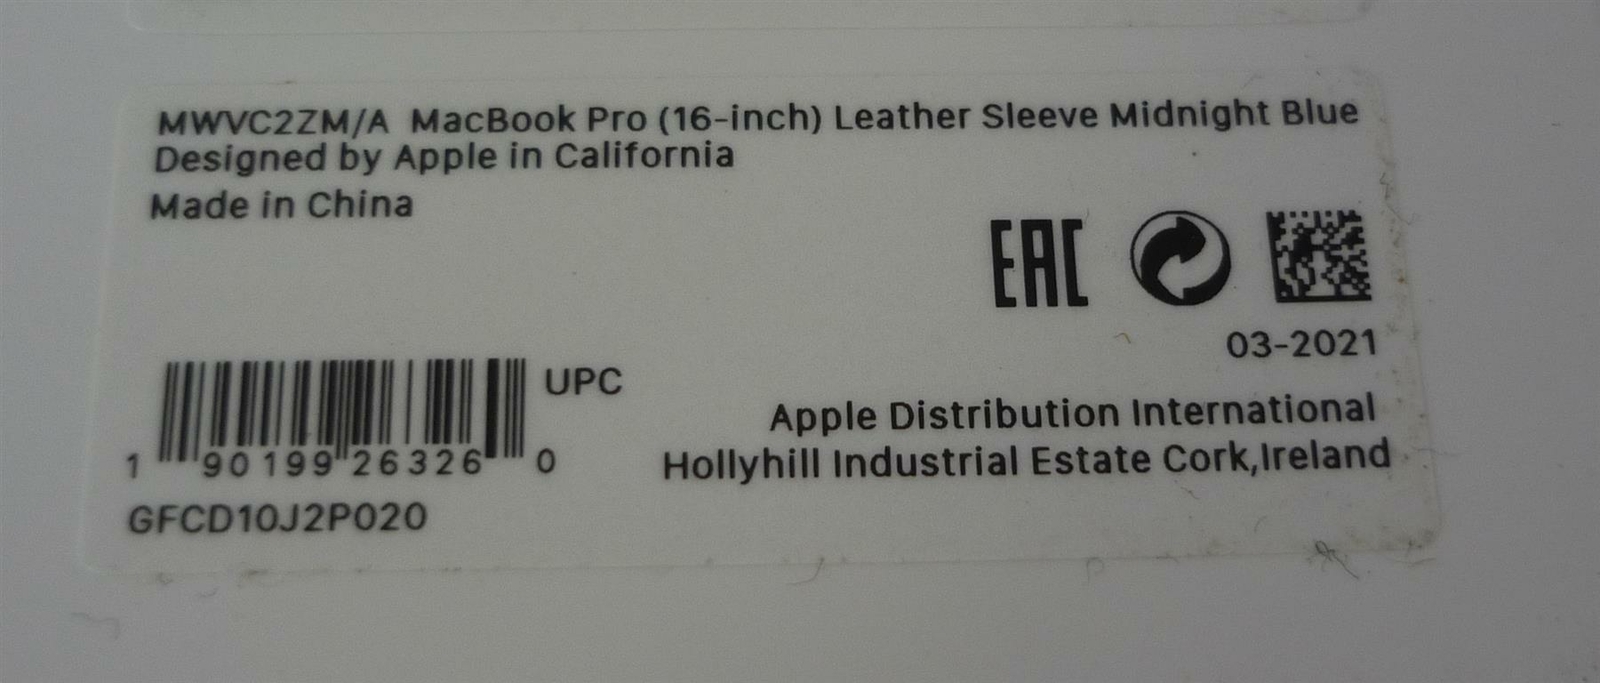 MWVC2ZM/A MacBook Pro (16-inch) Leather Sleeve Midnight Blue
Designed by Apple in California
Made in China
EAC
03-2021
UPC
1 90199 26326 0
Apple Distribution International
Hollyhill Industrial Estate Cork,Ireland
GFCD10J2P020